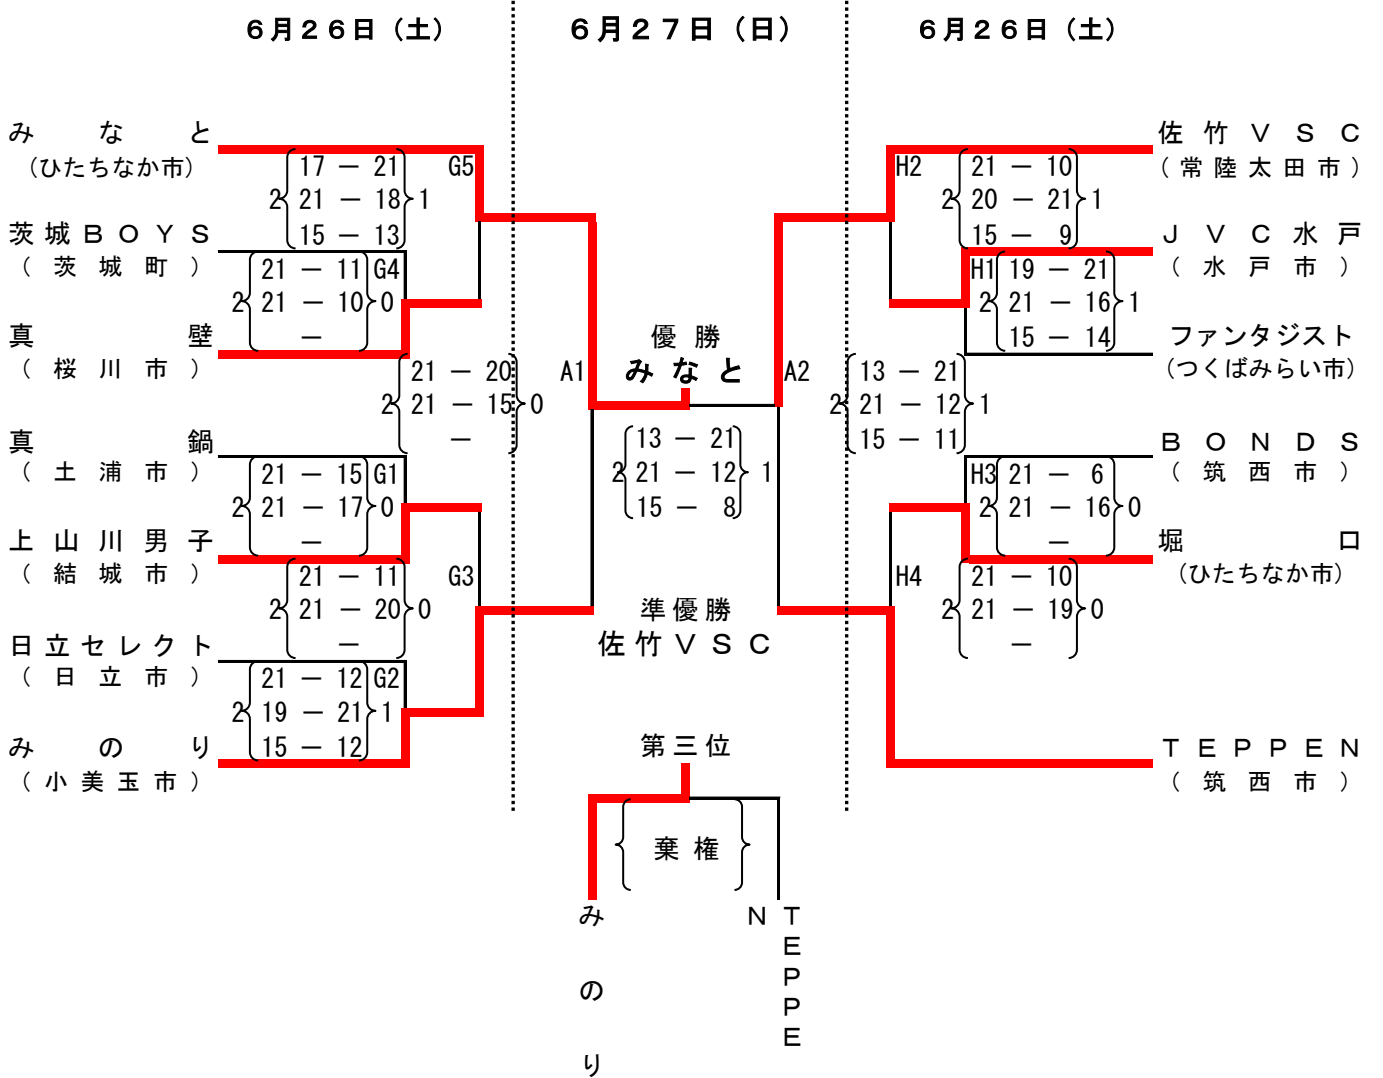 ６月２６日（土）
６月２７日（日）
６月２６日（土）
みなと
（ひたちなか市）
17 － 21
2 21 － 18 1
15 － 13
G5
茨城ＢＯＹＳ
（茨城町）
21 － 11
2 21 － 10 0
－
G4
真壁
（桜川市）
21 － 20
2 21 － 15 0
－
A1
真鍋
（土浦市）
21 － 15
2 21 － 17 0
－
G1
上山川男子
（結城市）
21 － 11
2 21 － 20 0
－
G3
日立セレクト
（日立市）
21 － 12
2 19 － 21 1
15 － 12
G2
みのり
（小美玉市）
優勝
みなと
13 － 21
2 21 － 12 1
15 － 8
準優勝
佐竹ＶＳＣ
第三位
棄権
みのり
ＴＥＰＰＥＮ
佐竹ＶＳＣ
（常陸太田市）
H2
21 － 10
2 20 － 21 1
15 － 9
ＪＶＣ水戸
（水戸市）
H1
19 － 21
2 21 － 16 1
15 － 14
ファンタジスト
（つくばみらい市）
A2
13 － 21
2 21 － 12 1
15 － 11
ＢＯＮＤＳ
（筑西市）
H3
21 － 6
2 21 － 16 0
－
堀口
（ひたちなか市）
H4
21 － 10
2 21 － 19 0
－
ＴＥＰＰＥＮ
（筑西市）